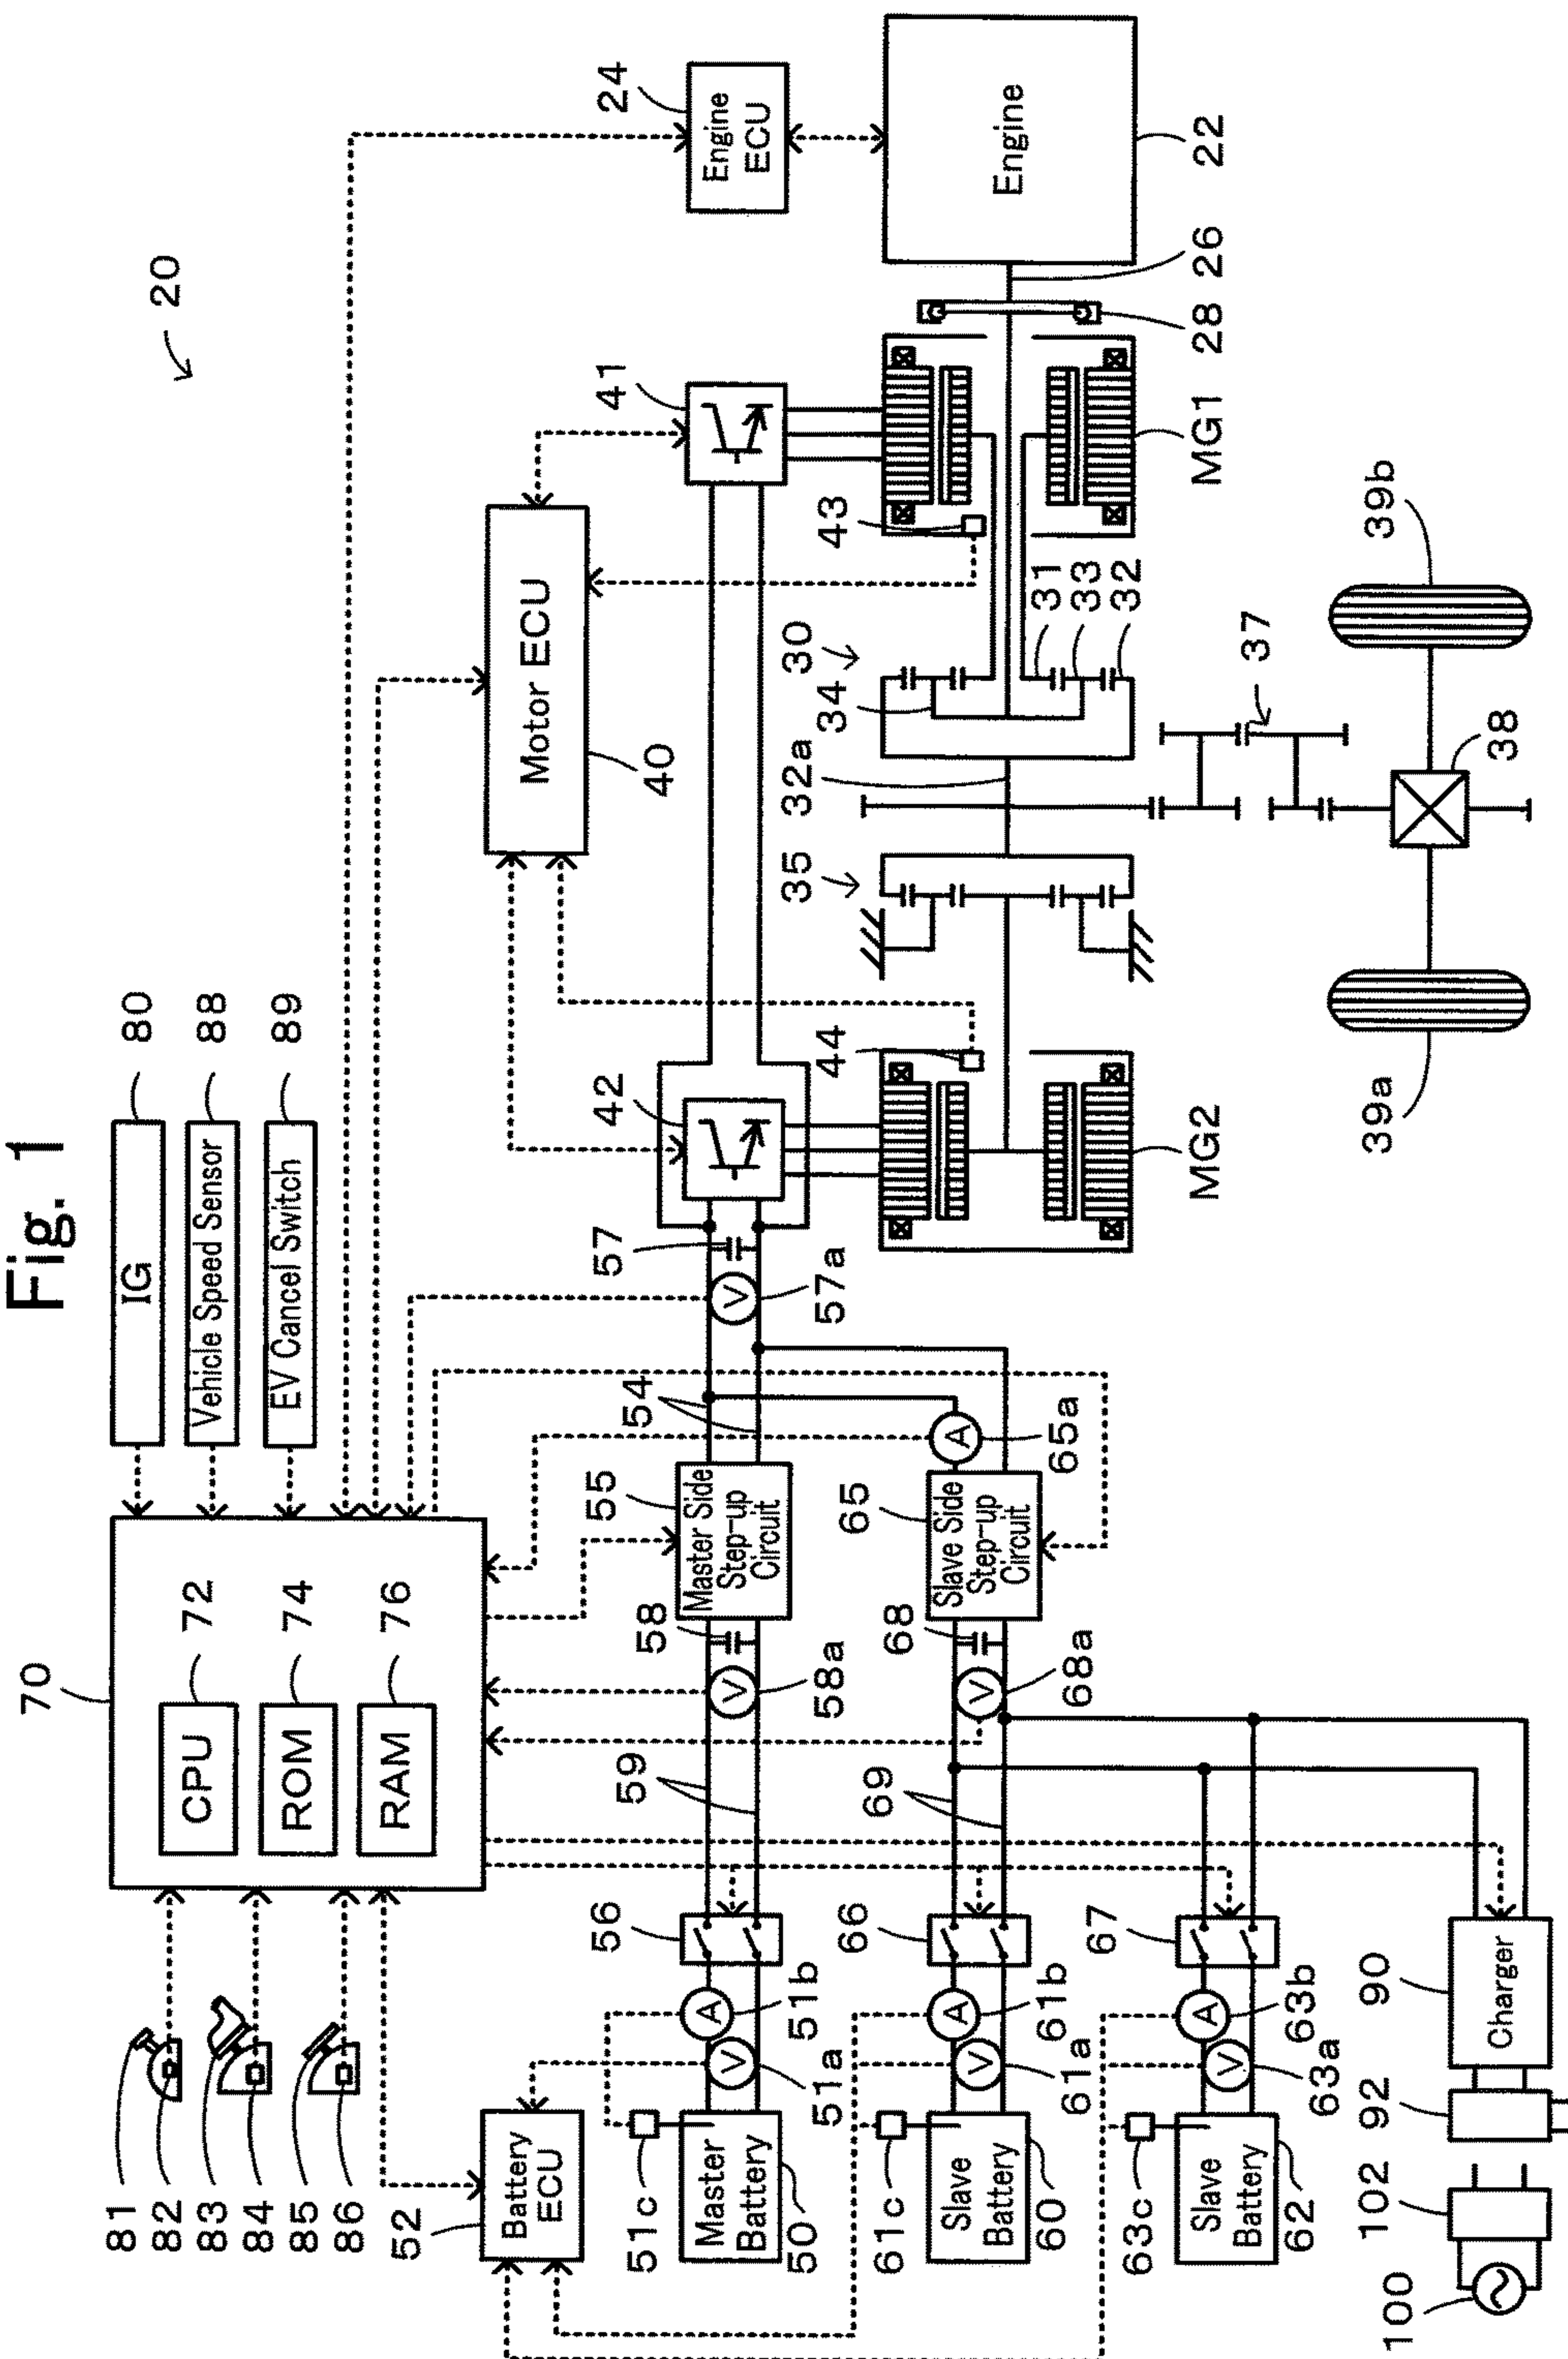 Fig. 1
20
70
CPU
72
ROM
74
RAM
76
IG
80
Vehicle Speed Sensor
88
EV Cancel Switch
89
81
82
83
84
85
86
52
Battery
ECU
Motor ECU
40
Engine
ECU
24
Engine
22
26
28
41
42
43
44
MG1
MG2
30
31
33
32
34
32a
35
37
38
39a
39b
57
57a
54
55
Master Side
Step-up
Circuit
58
V
58a
59
56
A
51b
V
51a
51c
Master
Battery
50
V
A
65a
65
Slave Side
Step-up
Circuit
68
V
68a
69
66
A
61b
V
61a
61c
Slave
Battery
60
67
A
63b
V
63a
63c
Slave
Battery
62
90
Charger
92
102
100